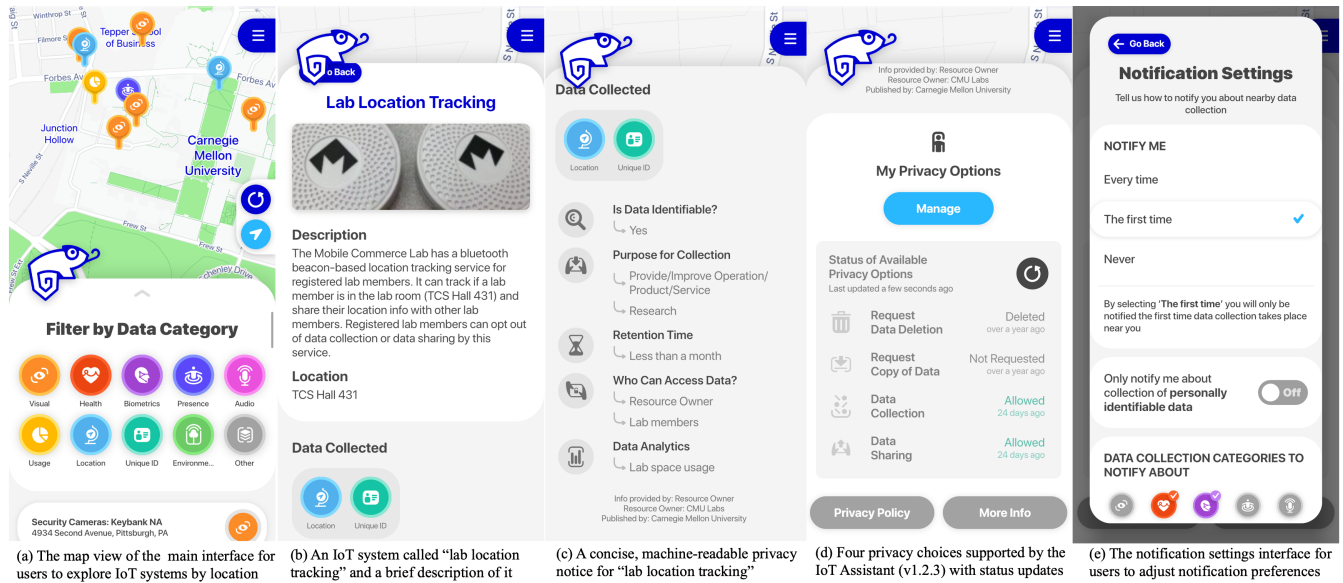 aig St
Winthrop St
Filmore S
Tepper S ool
of Business
Forbes Av
Forbes Av
Junction
Hollow
Carnegie
Mellon
University
S Neville St
Frew St
Frew St
Schenley Drive
Filter by Data Category
Visual
Health
Biometrics
Presence
Audio
Usage
Location
Unique ID
Environme...
Other
Security Cameras: Keybank NA
4934 Second Avenue, Pittsburgh, PA
(a) The map view of the main interface for
users to explore IoT systems by location
o Back
Lab Location Tracking
Description
The Mobile Commerce Lab has a bluetooth
beacon-based location tracking service for
registered lab members. It can track if a lab
member is in the lab room (TCS Hall 431) and
share their location info with other lab
members. Registered lab members can opt out
of data collection or data sharing by this
service.
Location
TCS Hall 431
Data Collected
Location
Unique ID
(b) An IoT system called “lab location
tracking” and a brief description of it
Data Collected
Location
Unique ID
Is Data Identifiable?
Yes
Purpose for Collection
Provide/Improve Operation/
Product/Service
Research
Retention Time
Less than a month
Who Can Access Data?
Resource Owner
Lab members
Data Analytics
Lab space usage
Info provided by: Resource Owner
Resource Owner: CMU Labs
Published by: Carnegie Mellon University
(c) A concise, machine-readable privacy
notice for “lab location tracking”
Info provided by: Resource Owner
Resource Owner: CMU Labs
Published by: Carnegie Mellon University
My Privacy Options
Manage
Status of Available
Privacy Options
Last updated a few seconds ago
Request
Data Deletion
Deleted
over a year ago
Request
Copy of Data
Not Requested
over a year ago
Data
Collection
Allowed
24 days ago
Data
Sharing
Allowed
24 days ago
Privacy Policy
More Info
(d) Four privacy choices supported by the
IoT Assistant (v1.2.3) with status updates
Go Back
Notification Settings
Tell us how to notify you about nearby data
collection
NOTIFY ME
Every time
The first time
Never
By selecting ‘The first time’ you will only be
notified the first time data collection takes place
near you
Only notify me about
collection of personally
identifiable data
Off
DATA COLLECTION CATEGORIES TO
NOTIFY ABOUT
(e) The notification settings interface for
users to adjust notification preferences